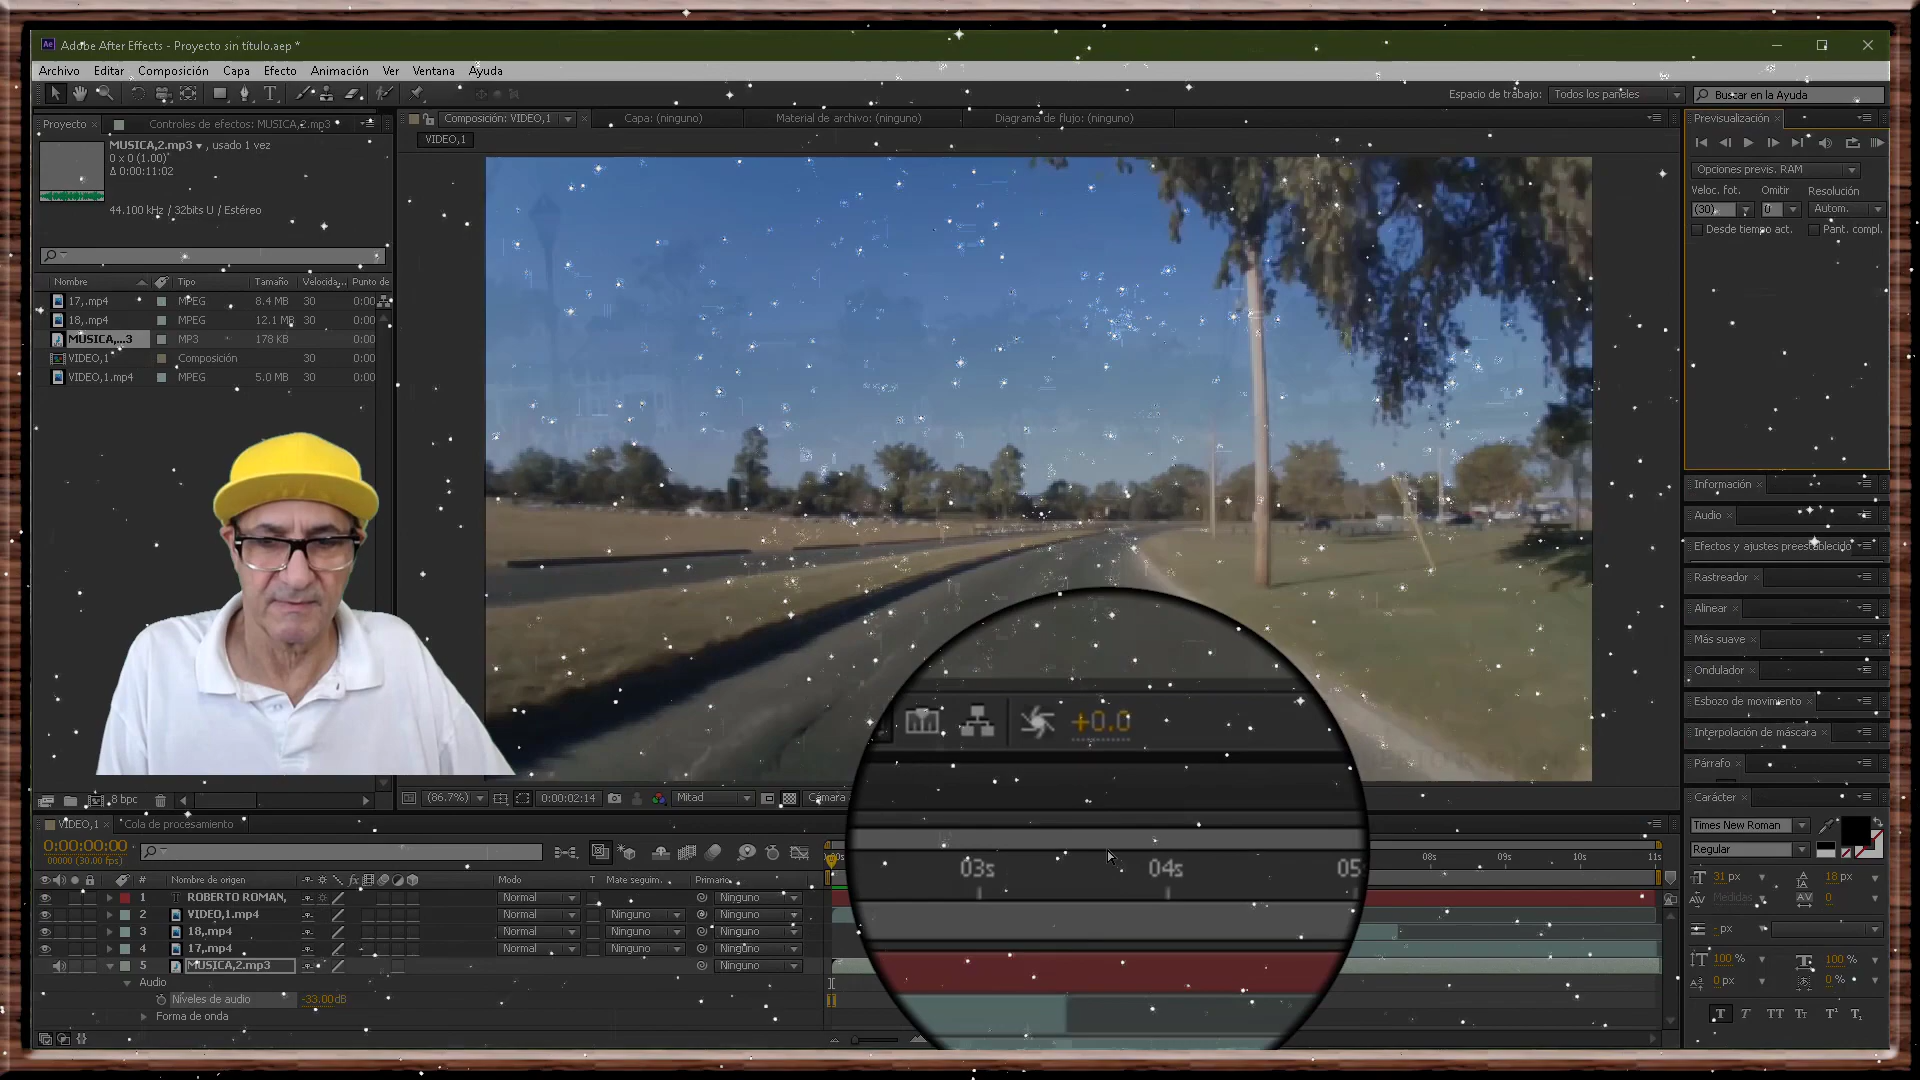 Ae Adobe After Effects - Proyecto sin título.aep *
Archivo Editar Composición Capa Efecto Animación Ver Ventana Ayuda
Espacio de trabajo: Todos los paneles Buscar en la Ayuda
Proyecto Controles de efectos: MUSICA,2.mp3
Composición: VIDEO,1 Capa: (ninguno) Material de archivo: (ninguno) Diagrama de flujo: (ninguno)
VIDEO,1
MUSICA,2.mp3, usado 1 vez
0 x 0 (1.00)
Δ 0:00:11:02
44.100 kHz / 32bits U / Estéreo
Nombre Tipo Tamaño Velocida... Punto de
17,.mp4 MPEG 8.4 MB 30 0:00
18,.mp4 MPEG 12.1 MB 30 0:00
MUSICA,...3 MP3 178 KB 0:00
VIDEO,1 Composición 30 0:00
VIDEO,1.mp4 MPEG 5.0 MB 30 0:00
8 bpc
(86.7%) 0:00:02:14 Mitad Cámara
+0.0
03s 04s 05
Previsualización
Opciones previs. RAM
Veloc. fot. Omitir Resolución
(30) 0 Autom.
Desde tiempo act. Pant. compl.
Información
Audio
Efectos y ajustes preestablecido
Rastreador
Alinear
Más suave
Ondulador
Esbozo de movimiento
Interpolación de máscara
Párrafo
Carácter
Times New Roman
Regular
31 px 18 px
Medidas 0
- px
100 % 100 %
0 px 0 %
T T TT Tt T¹ T₁
VIDEO,1 Cola de procesamiento
0:00:00:00
00000 (30.00 fps)
08s 09s 10s 11s
# Nombre de origen fx Modo T Mate seguim. Primario
1 T ROBERTO ROMAN, Normal Ninguno
2 VIDEO,1.mp4 Normal Ninguno Ninguno
3 18,.mp4 Normal Ninguno Ninguno
4 17,.mp4 Normal Ninguno Ninguno
5 MUSICA,2.mp3 Ninguno
Audio
Niveles de audio -33.00dB
Forma de onda